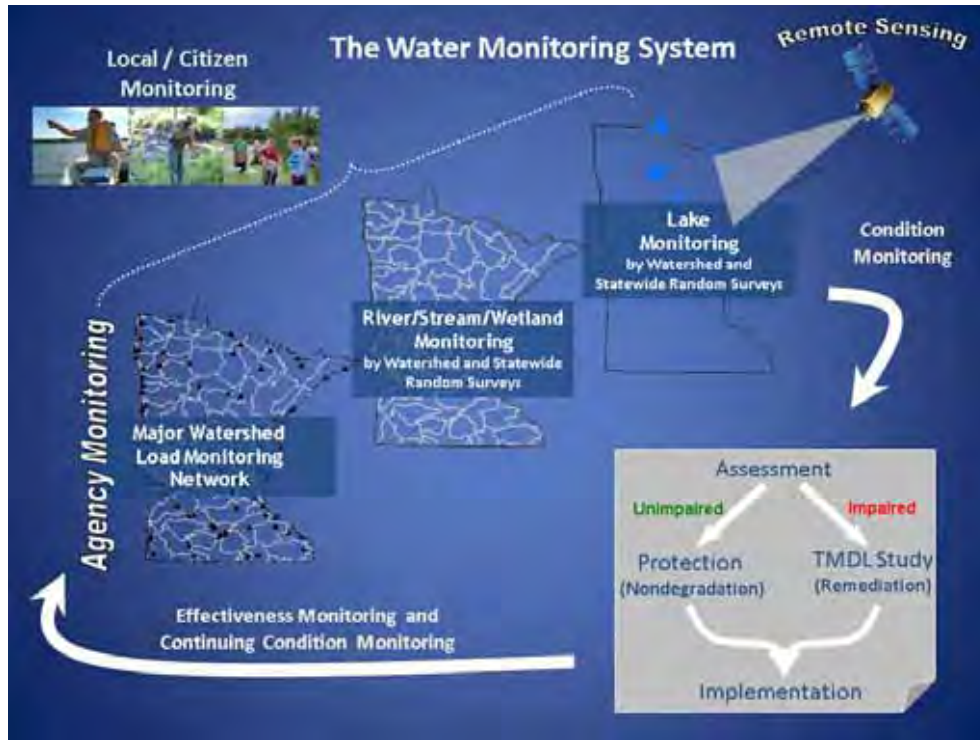 The Water Monitoring System
Remote Sensing
Local / Citizen
Monitoring
Lake
Monitoring
by Watershed and
Statewide Random Surveys
Condition
Monitoring
River/Stream/Wetland
Monitoring
by Watershed and Statewide
Random Surveys
Agency Monitoring
Major Watershed
Load Monitoring
Network
Assessment
Unimpaired
Impaired
Protection
(Nondegradation)
TMDL Study
(Remediation)
Implementation
Effectiveness Monitoring and
Continuing Condition Monitoring